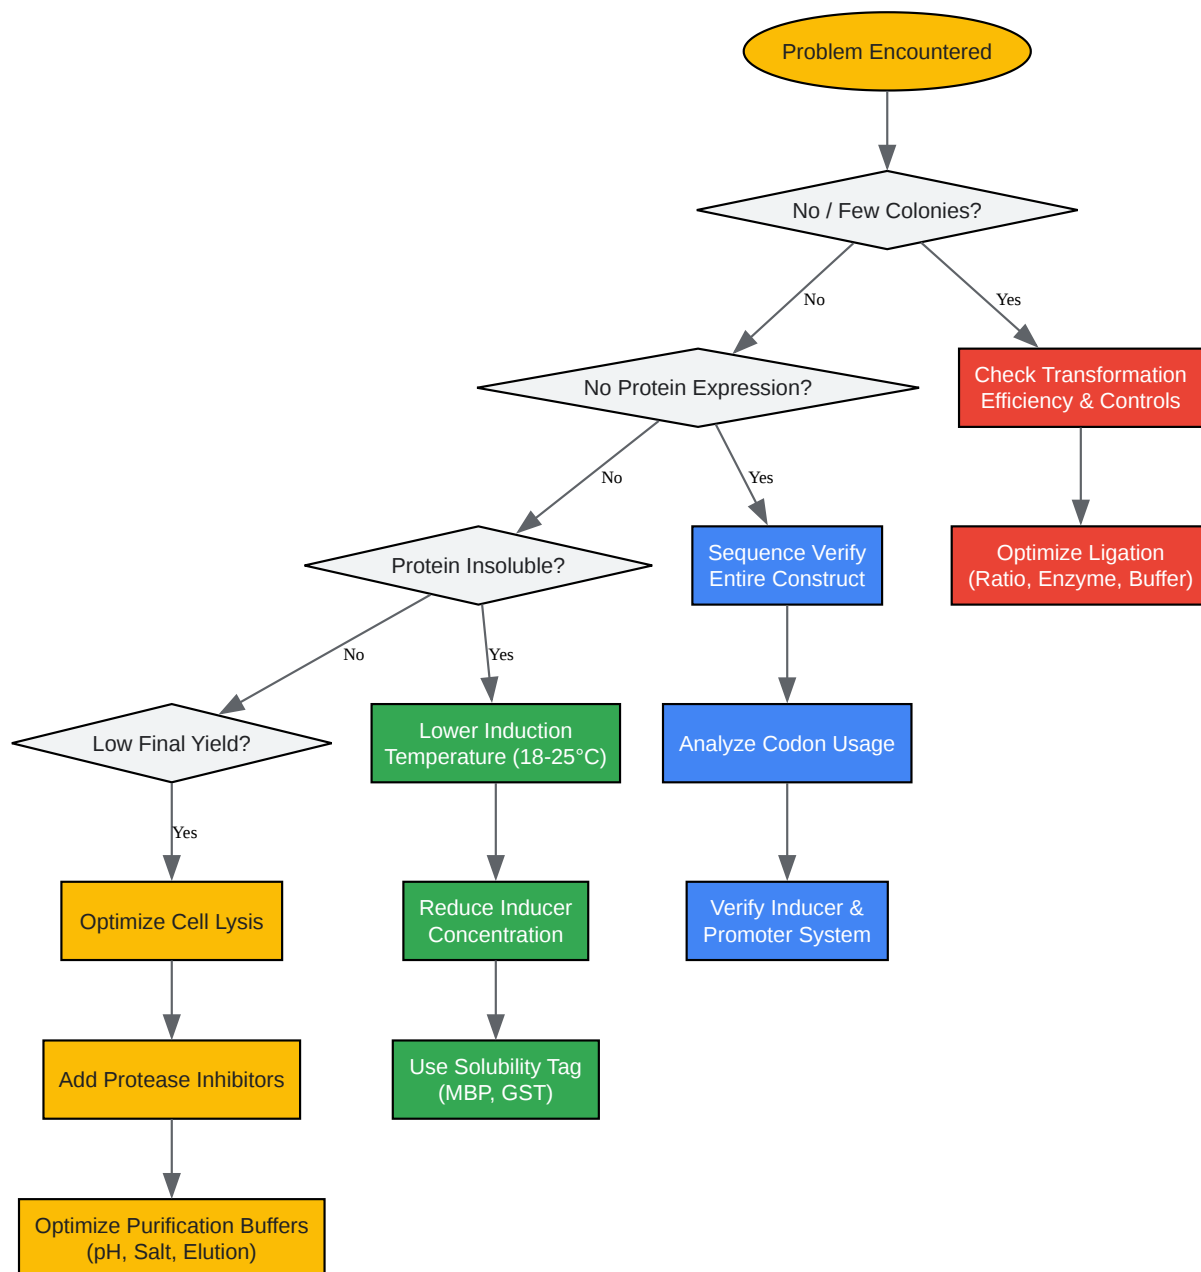 Problem Encountered
No / Few Colonies?
No
Yes
No Protein Expression?
Check Transformation
Efficiency & Controls
No
Yes
Protein Insoluble?
Sequence Verify
Entire Construct
Optimize Ligation
(Ratio, Enzyme, Buffer)
No
Yes
Low Final Yield?
Lower Induction
Temperature (18-25°C)
Analyze Codon Usage
Yes
Optimize Cell Lysis
Reduce Inducer
Concentration
Verify Inducer &
Promoter System
Add Protease Inhibitors
Use Solubility Tag
(MBP, GST)
Optimize Purification Buffers
(pH, Salt, Elution)